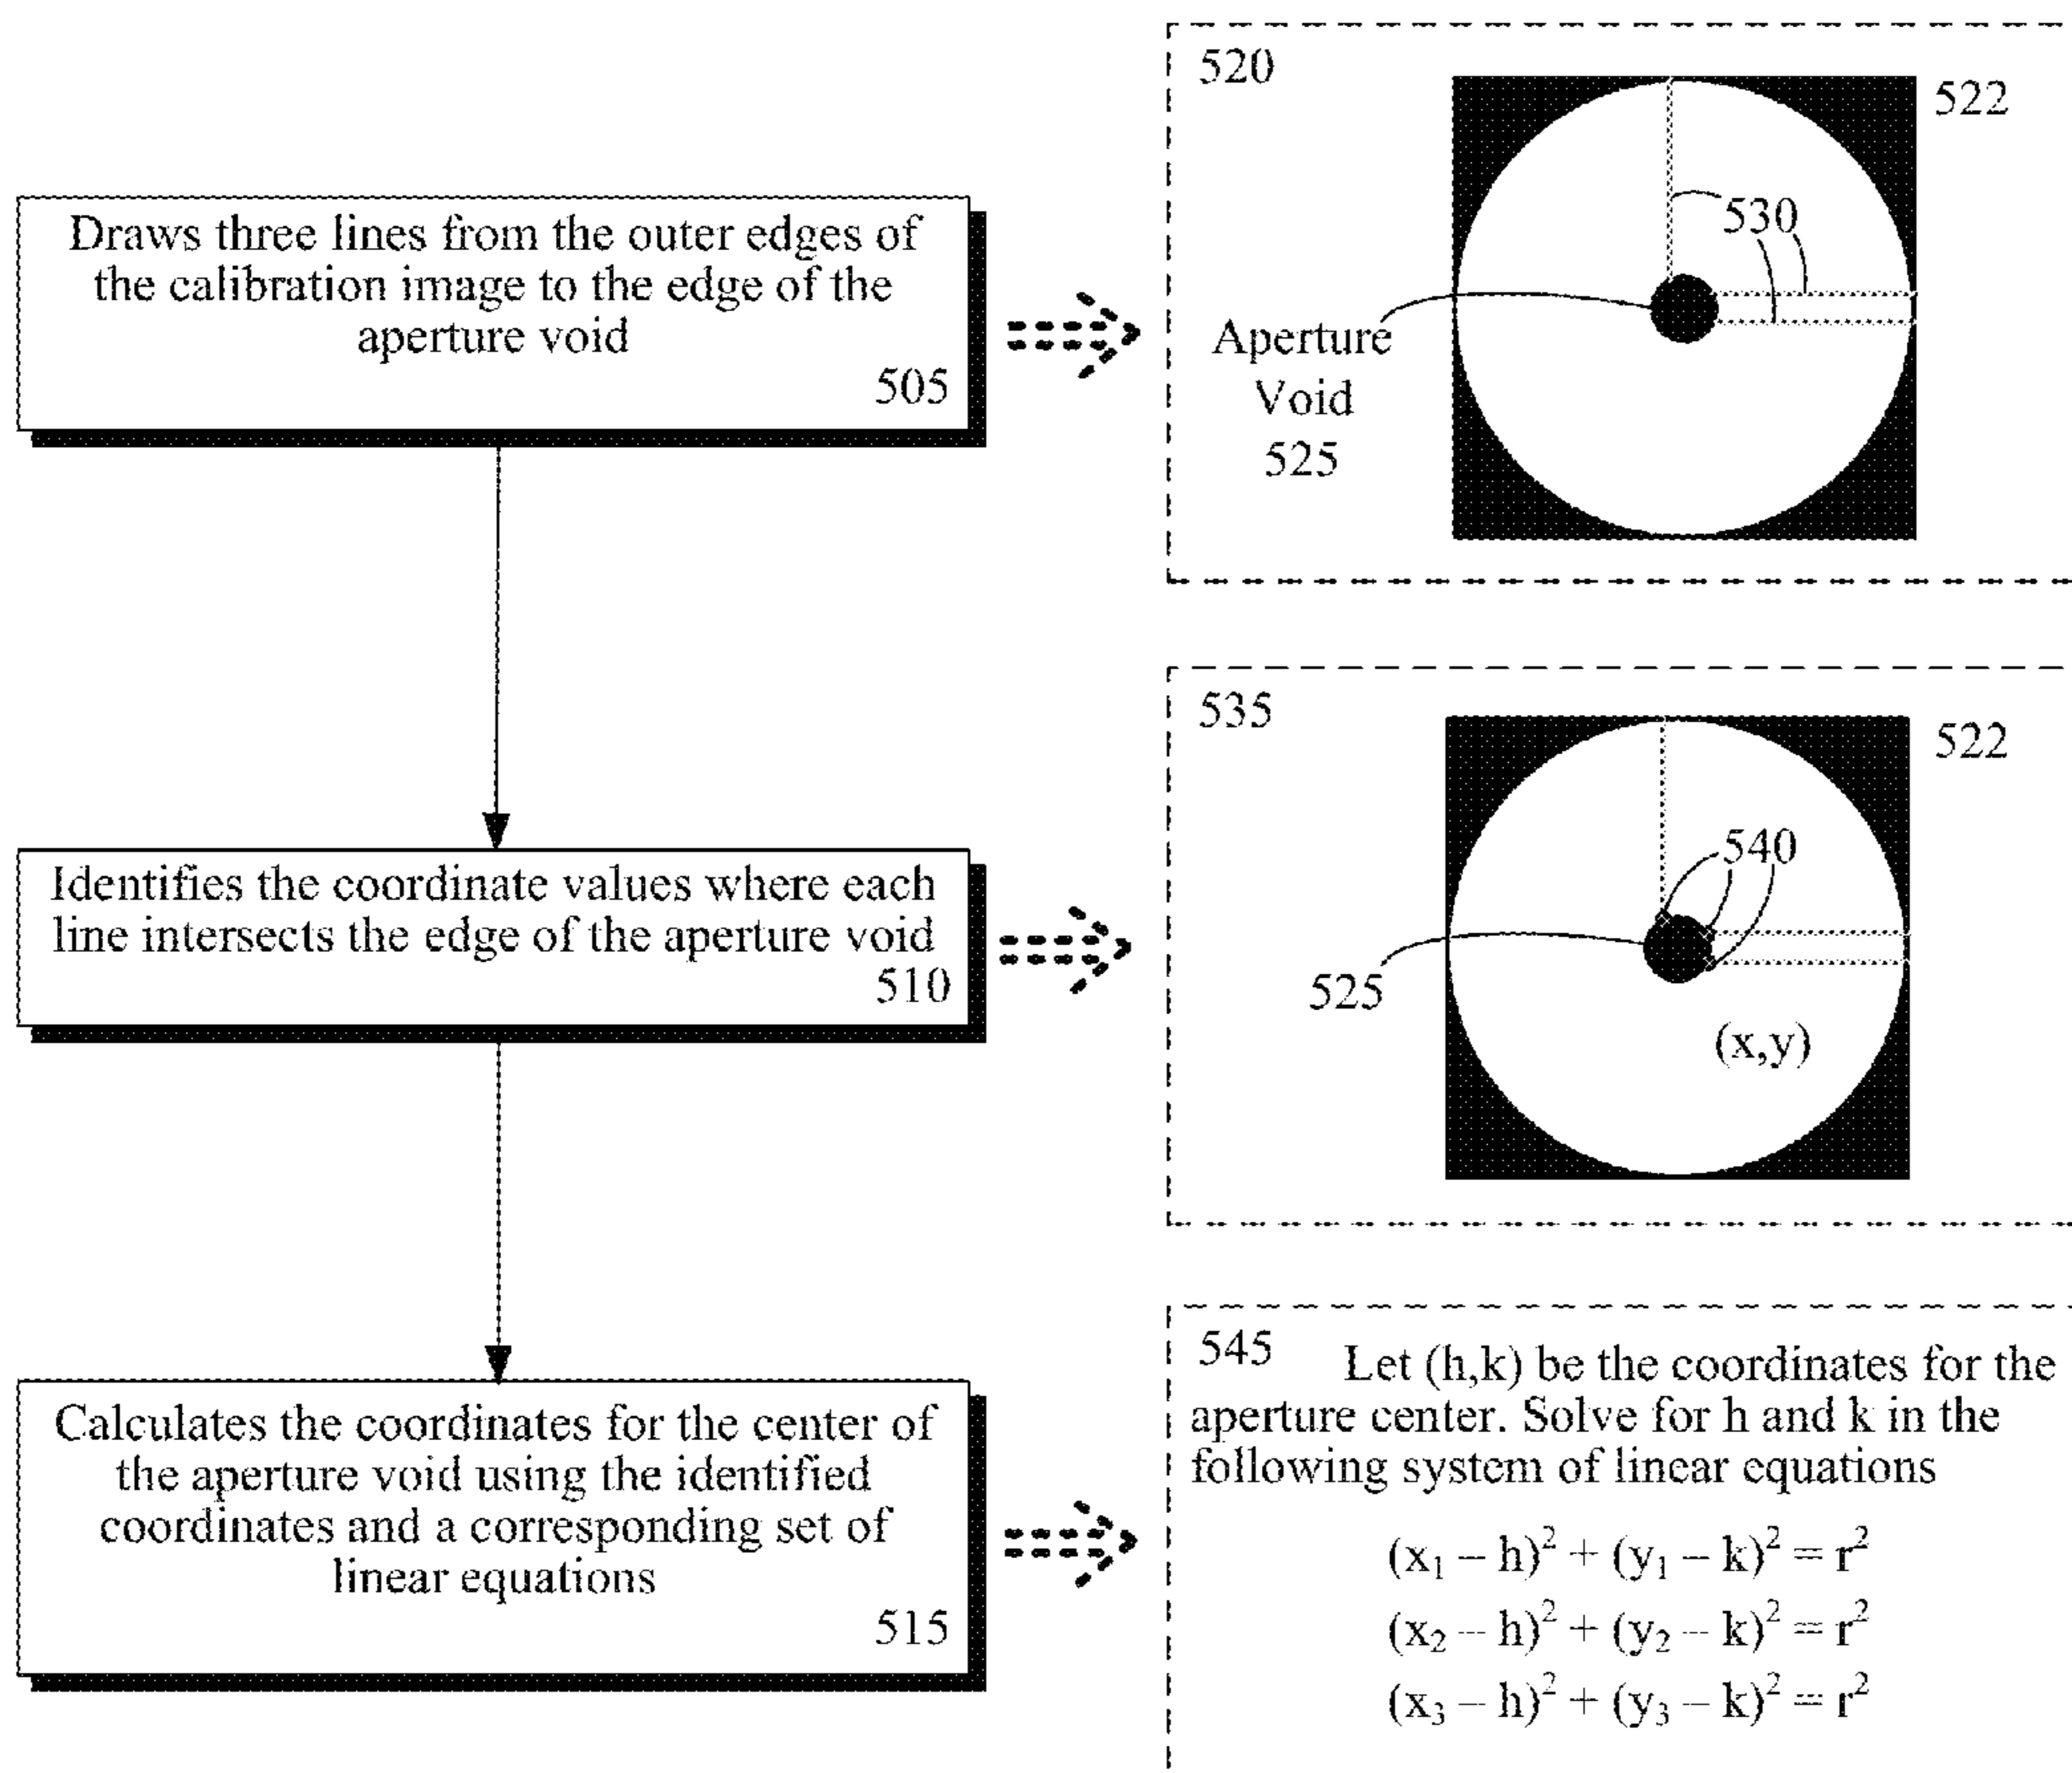 Draws three lines from the outer edges of
the calibration image to the edge of the
aperture void
505
520
522
530
Aperture
Void
525
Identifies the coordinate values where each
line intersects the edge of the aperture void
510
535
522
540
525
(x,y)
Calculates the coordinates for the center of
the aperture void using the identified
coordinates and a corresponding set of
linear equations
515
545 Let (h,k) be the coordinates for the
aperture center. Solve for h and k in the
following system of linear equations
(x₁ – h)² + (y₁ – k)² = r²
(x₂ – h)² + (y₂ – k)² = r²
(x₃ – h)² + (y₃ – k)² = r²